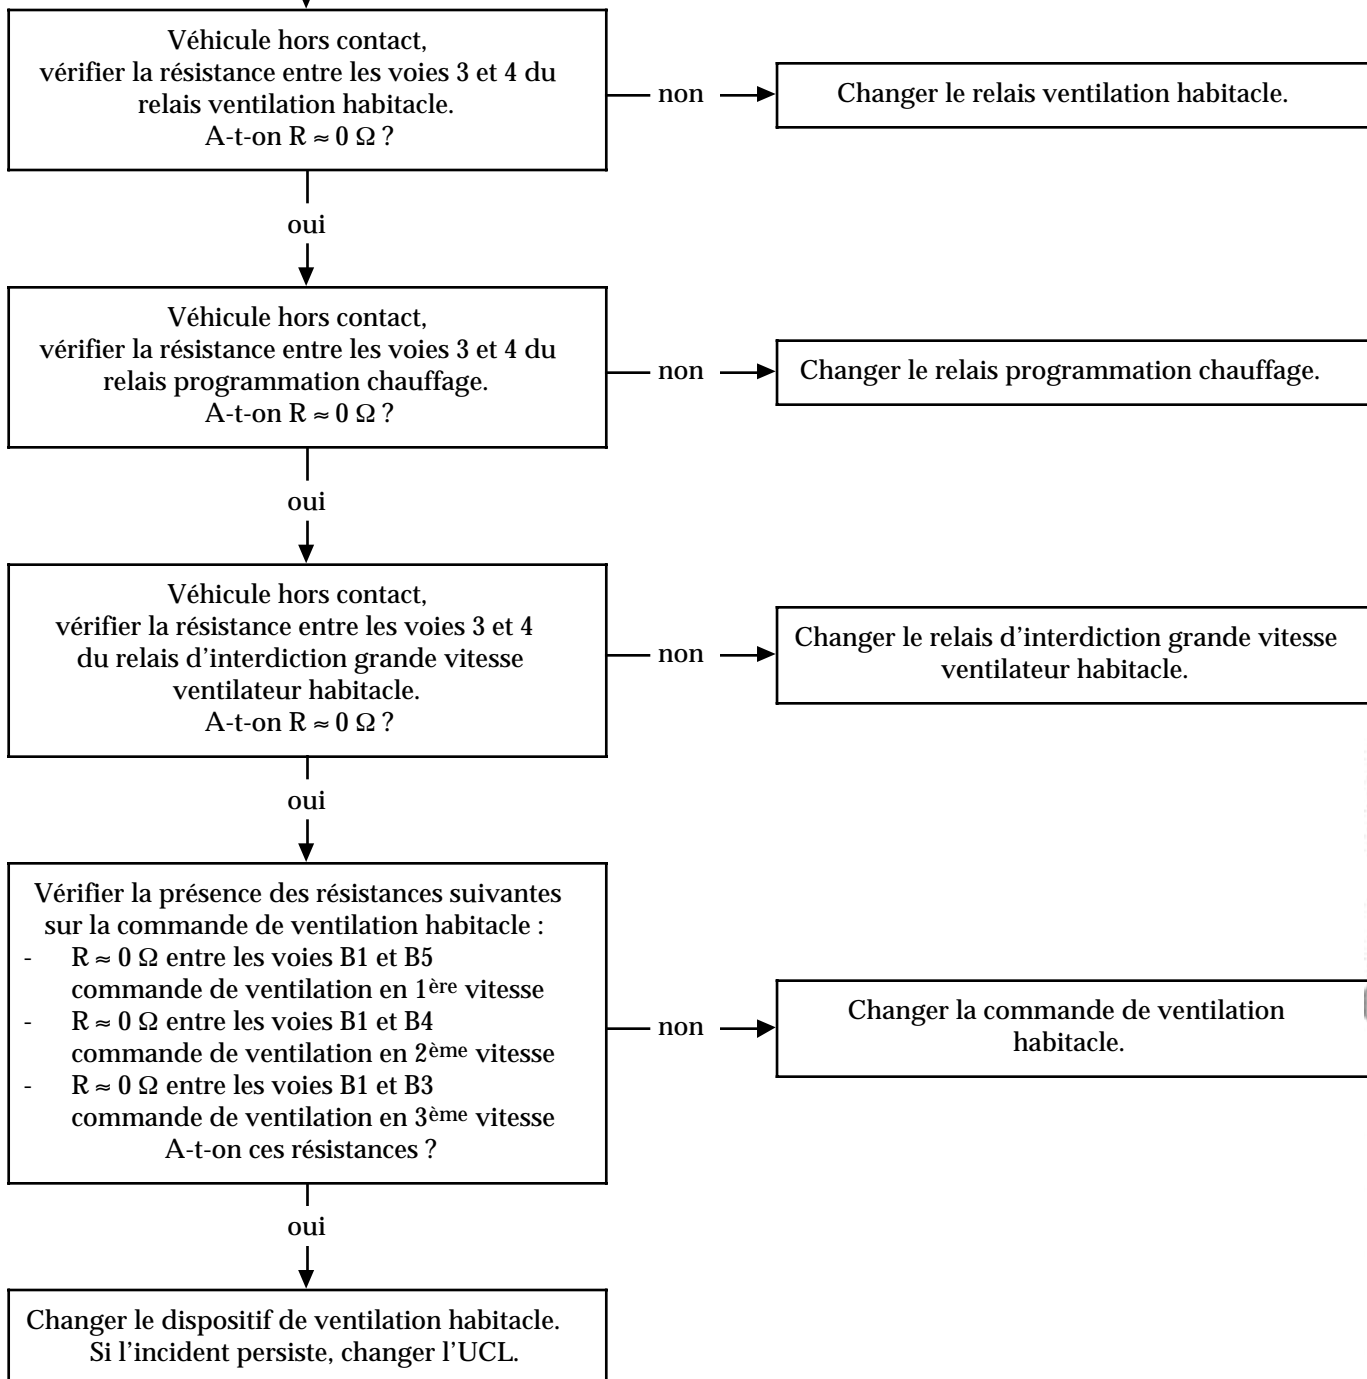 Véhicule hors contact,
vérifier la résistance entre les voies 3 et 4 du
relais ventilation habitacle.
A-t-on R ≈ 0 Ω ?
non
Changer le relais ventilation habitacle.
oui
Véhicule hors contact,
vérifier la résistance entre les voies 3 et 4 du
relais programmation chauffage.
A-t-on R ≈ 0 Ω ?
non
Changer le relais programmation chauffage.
oui
Véhicule hors contact,
vérifier la résistance entre les voies 3 et 4
du relais d’interdiction grande vitesse
ventilateur habitacle.
A-t-on R ≈ 0 Ω ?
non
Changer le relais d’interdiction grande vitesse
ventilateur habitacle.
oui
Vérifier la présence des résistances suivantes
sur la commande de ventilation habitacle :
- R ≈ 0 Ω entre les voies B1 et B5
commande de ventilation en 1ère vitesse
- R ≈ 0 Ω entre les voies B1 et B4
commande de ventilation en 2ème vitesse
- R ≈ 0 Ω entre les voies B1 et B3
commande de ventilation en 3ème vitesse
A-t-on ces résistances ?
non
Changer la commande de ventilation
habitacle.
oui
Changer le dispositif de ventilation habitacle.
Si l’incident persiste, changer l’UCL.